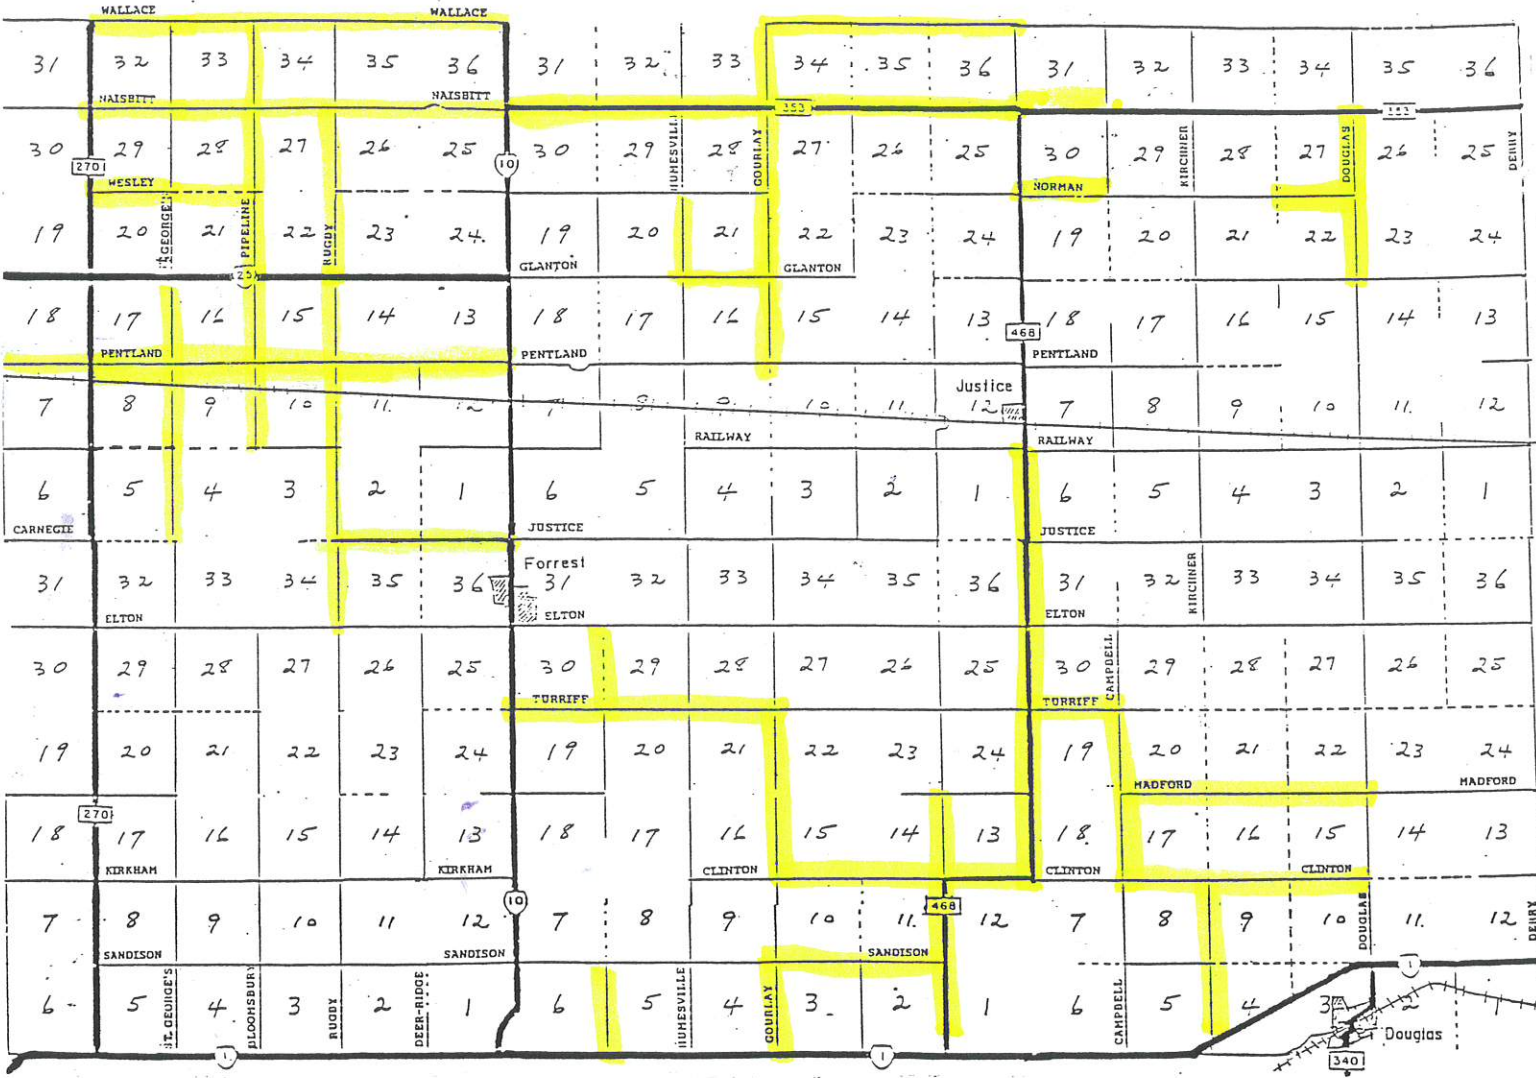 WALLACE WALLACE
31 32 33 34 35 36 31 32 33 34 35 36 31 32 33 34 35 36
NAISBITT NAISBITT 353 353
30 29 28 27 26 25 30 29 28 27 26 25 30 29 28 27 26 25
270 10 HUMESVILLE GOURLAY KIRCHNER DOUGLAS DERRY
WESLEY NORMAN
19 20 21 22 23 24 19 20 21 22 23 24 19 20 21 22 23 24
ST. GEORGE'S PIPELINE RUGBY
25 GLANTON GLANTON
18 17 16 15 14 13 18 17 16 15 14 13 18 17 16 15 14 13
468
PENTLAND PENTLAND PENTLAND
Justice
7 8 9 10 11 12 7 8 9 10 11 12 7 8 9 10 11 12
RAILWAY RAILWAY
6 5 4 3 2 1 6 5 4 3 2 1 6 5 4 3 2 1
CARNEGIE JUSTICE JUSTICE
Forrest
31 32 33 34 35 36 31 32 33 34 35 36 31 32 33 34 35 36
KIRCHNER
ELTON ELTON ELTON
30 29 28 27 26 25 30 29 28 27 26 25 30 29 28 27 26 25
CAMPBELL
TURRIFF TURRIFF
19 20 21 22 23 24 19 20 21 22 23 24 19 20 21 22 23 24
MADFORD MADFORD
270
18 17 16 15 14 13 18 17 16 15 14 13 18 17 16 15 14 13
KIRKHAM KIRKHAM CLINTON CLINTON CLINTON
10 468
7 8 9 10 11 12 7 8 9 10 11 12 7 8 9 10 11 12
DOUGLAS DERRY
SANDISON SANDISON SANDISON
1
6 5 4 3 2 1 6 5 4 3 2 1 6 5 4 3 2 1
ST. GEORGE'S BLOOMSBURY RUGBY DEER-RIDGE HUMESVILLE GOURLAY CAMPBELL
Douglas
1 1 340